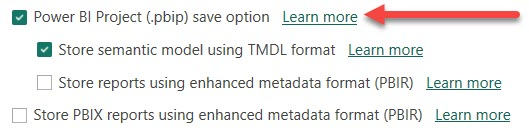 Power BI Project (.pbip) save option Learn more
Store semantic model using TMDL format Learn more
Store reports using enhanced metadata format (PBIR) Learn more
Store PBIX reports using enhanced metadata format (PBIR) Learn more